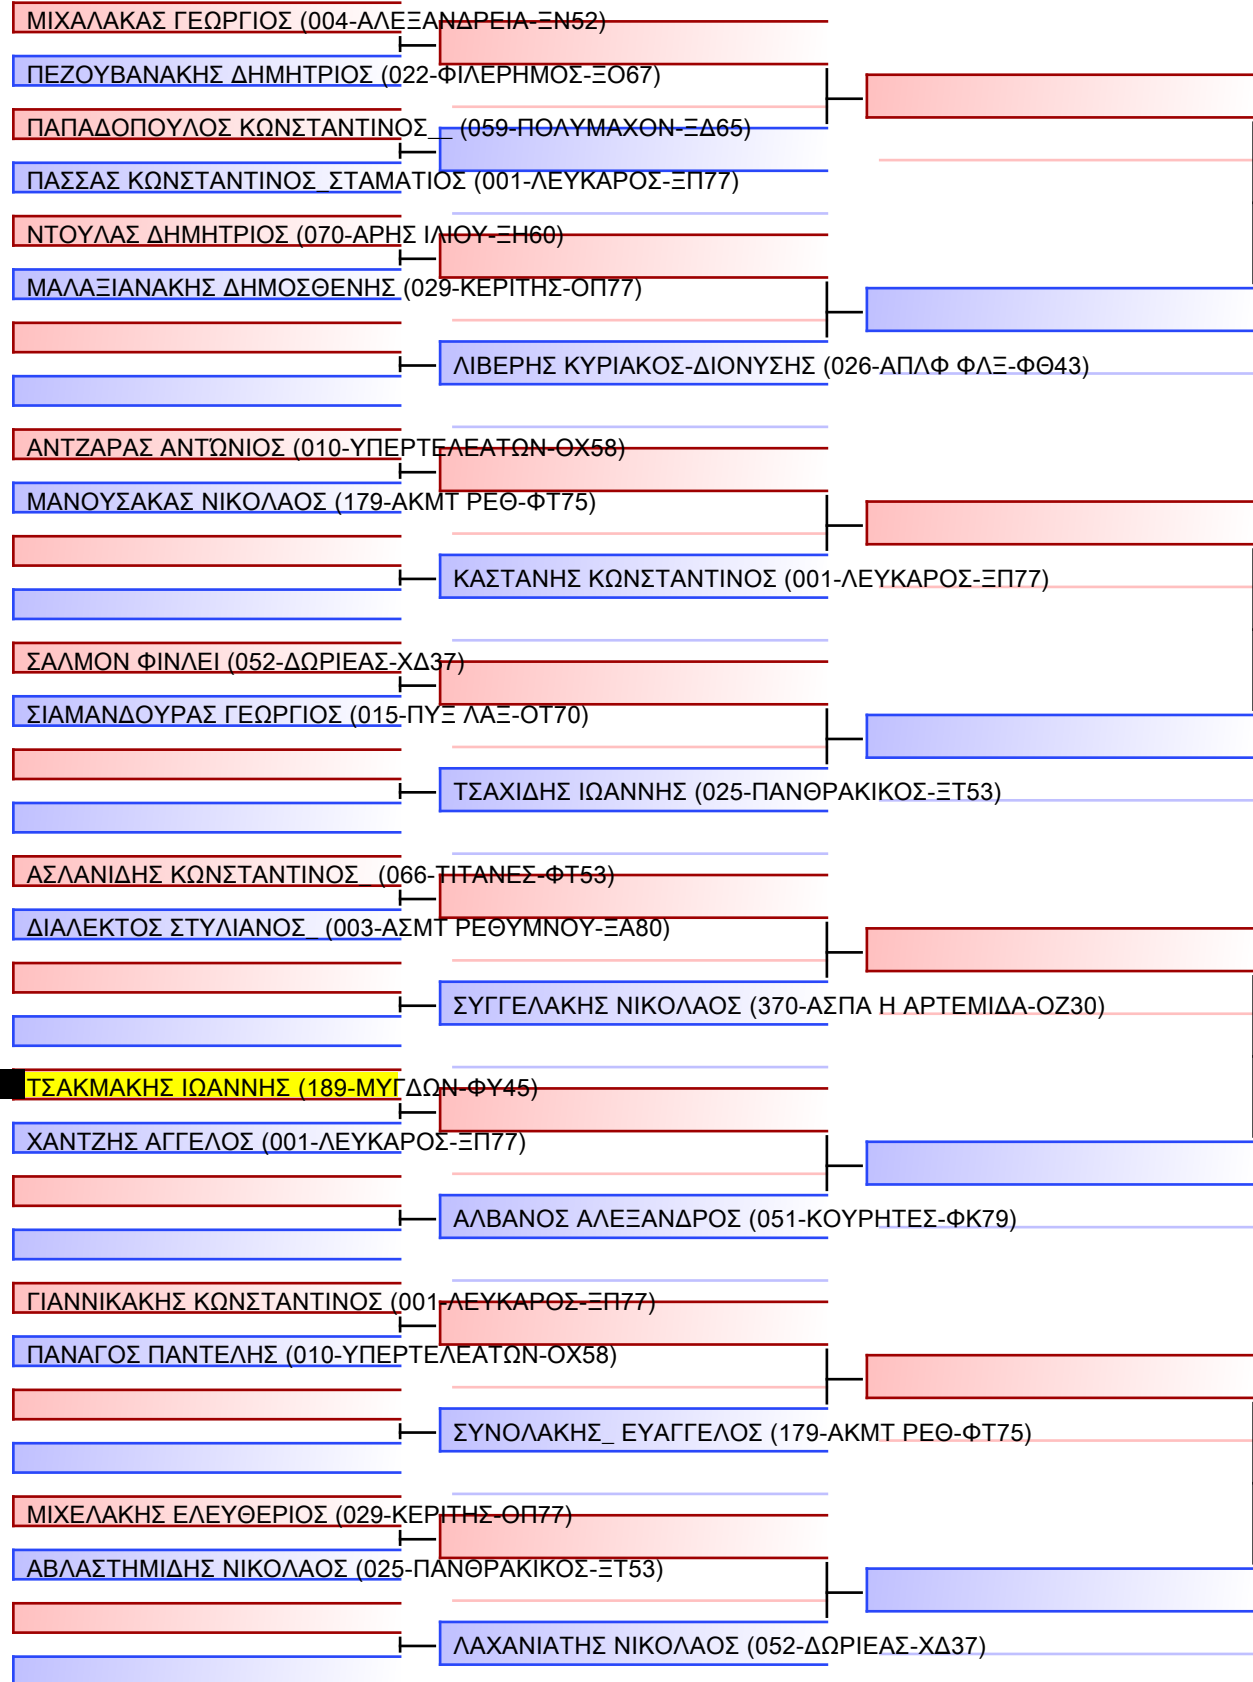 ΜΙΧΑΛΑΚΑΣ ΓΕΩΡΓΙΟΣ (004-ΑΛΕΞΑΝΔΡΕΙΑ-ΞΝ52)
ΠΕΖΟΥΒΑΝΑΚΗΣ ΔΗΜΗΤΡΙΟΣ (022-ΦΙΛΕΡΗΜΟΣ-ΞΟ67)
ΠΑΠΑΔΟΠΟΥΛΟΣ ΚΩΝΣΤΑΝΤΙΝΟΣ__ (059-ΠΟΛΥΜΑΧΟΝ-ΞΔ65)
ΠΑΣΣΑΣ ΚΩΝΣΤΑΝΤΙΝΟΣ_ΣΤΑΜΑΤΙΟΣ (001-ΛΕΥΚΑΡΟΣ-ΞΠ77)
ΝΤΟΥΛΑΣ ΔΗΜΗΤΡΙΟΣ (070-ΑΡΗΣ ΙΛΙΟΥ-ΞΗ60)
ΜΑΛΑΞΙΑΝΑΚΗΣ ΔΗΜΟΣΘΕΝΗΣ (029-ΚΕΡΙΤΗΣ-ΟΠ77)
ΛΙΒΕΡΗΣ ΚΥΡΙΑΚΟΣ-ΔΙΟΝΥΣΗΣ (026-ΑΠΛΦ ΦΛΞ-ΦΘ43)
ΑΝΤΖΑΡΑΣ ΑΝΤΏΝΙΟΣ (010-ΥΠΕΡΤΕΛΕΑΤΩΝ-ΟΧ58)
ΜΑΝΟΥΣΑΚΑΣ ΝΙΚΟΛΑΟΣ (179-ΑΚΜΤ ΡΕΘ-ΦΤ75)
ΚΑΣΤΑΝΗΣ ΚΩΝΣΤΑΝΤΙΝΟΣ (001-ΛΕΥΚΑΡΟΣ-ΞΠ77)
ΣΑΛΜΟΝ ΦΙΝΛΕΙ (052-ΔΩΡΙΕΑΣ-ΧΔ37)
ΣΙΑΜΑΝΔΟΥΡΑΣ ΓΕΩΡΓΙΟΣ (015-ΠΥΞ ΛΑΞ-ΟΤ70)
ΤΣΑΧΙΔΗΣ ΙΩΑΝΝΗΣ (025-ΠΑΝΘΡΑΚΙΚΟΣ-ΞΤ53)
ΑΣΛΑΝΙΔΗΣ ΚΩΝΣΤΑΝΤΙΝΟΣ_ (066-ΤΙΤΑΝΕΣ-ΦΤ53)
ΔΙΑΛΕΚΤΟΣ ΣΤΥΛΙΑΝΟΣ_ (003-ΑΣΜΤ ΡΕΘΥΜΝΟΥ-ΞΑ80)
ΣΥΓΓΕΛΑΚΗΣ ΝΙΚΟΛΑΟΣ (370-ΑΣΠΑ Η ΑΡΤΕΜΙΔΑ-ΟΖ30)
ΤΣΑΚΜΑΚΗΣ ΙΩΑΝΝΗΣ (189-ΜΥΓΔΩΝ-ΦΥ45)
ΧΑΝΤΖΗΣ ΑΓΓΕΛΟΣ (001-ΛΕΥΚΑΡΟΣ-ΞΠ77)
ΑΛΒΑΝΟΣ ΑΛΕΞΑΝΔΡΟΣ (051-ΚΟΥΡΗΤΕΣ-ΦΚ79)
ΓΙΑΝΝΙΚΑΚΗΣ ΚΩΝΣΤΑΝΤΙΝΟΣ (001-ΛΕΥΚΑΡΟΣ-ΞΠ77)
ΠΑΝΑΓΟΣ ΠΑΝΤΕΛΗΣ (010-ΥΠΕΡΤΕΛΕΑΤΩΝ-ΟΧ58)
ΣΥΝΟΛΑΚΗΣ_ ΕΥΑΓΓΕΛΟΣ (179-ΑΚΜΤ ΡΕΘ-ΦΤ75)
ΜΙΧΕΛΑΚΗΣ ΕΛΕΥΘΕΡΙΟΣ (029-ΚΕΡΙΤΗΣ-ΟΠ77)
ΑΒΛΑΣΤΗΜΙΔΗΣ ΝΙΚΟΛΑΟΣ (025-ΠΑΝΘΡΑΚΙΚΟΣ-ΞΤ53)
ΛΑΧΑΝΙΑΤΗΣ ΝΙΚΟΛΑΟΣ (052-ΔΩΡΙΕΑΣ-ΧΔ37)